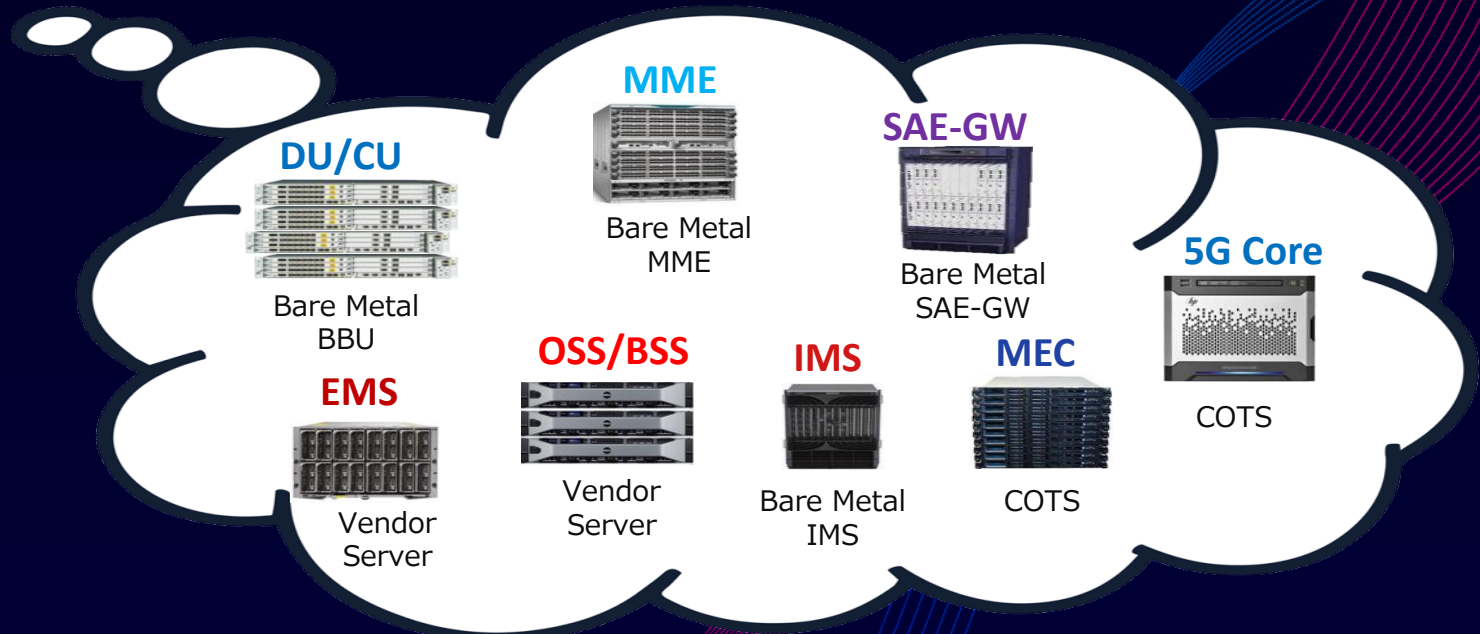 MME
SAE-GW
DU/CU
Bare Metal
MME
Bare Metal
SAE-GW
5G Core
hp
COTS
Bare Metal
BBU
EMS
Vendor
Server
OSS/BSS
Vendor
Server
IMS
Bare Metal
IMS
MEC
COTS